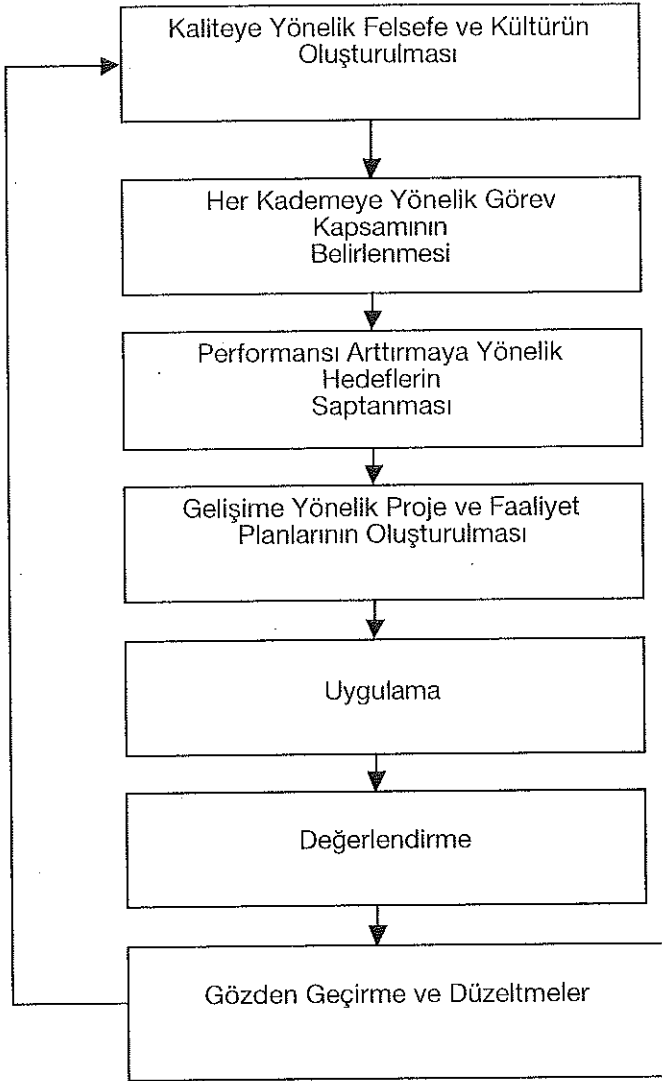 Kaliteye Yönelik Felsefe ve Kültürün
Oluşturulması
Her Kademeye Yönelik Görev
Kapsamının
Belirlenmesi
Performansı Arttırmaya Yönelik
Hedeflerin
Saptanması
Gelişime Yönelik Proje ve Faaliyet
Planlarının Oluşturulması
Uygulama
Değerlendirme
Gözden Geçirme ve Düzeltmeler